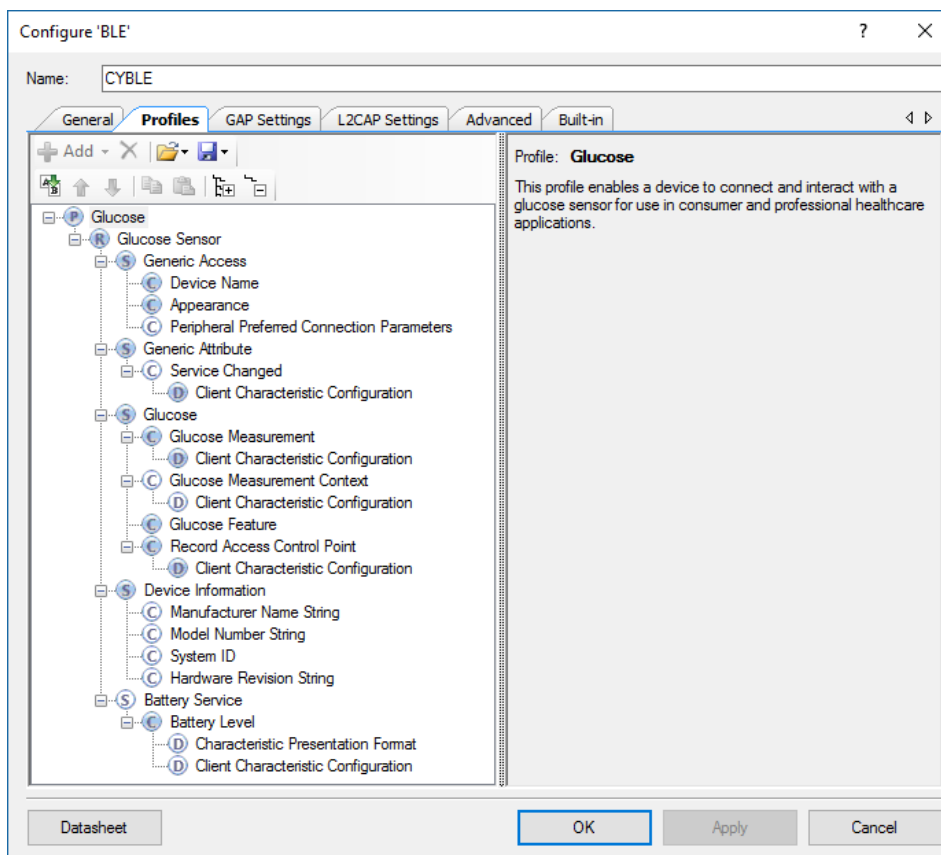 Configure 'BLE'
?
Name: CYBLE
General Profiles GAP Settings L2CAP Settings Advanced Built-in
Add
Profile: Glucose
This profile enables a device to connect and interact with a
glucose sensor for use in consumer and professional healthcare
applications.
P Glucose
R Glucose Sensor
S Generic Access
C Device Name
C Appearance
C Peripheral Preferred Connection Parameters
S Generic Attribute
C Service Changed
D Client Characteristic Configuration
S Glucose
C Glucose Measurement
D Client Characteristic Configuration
C Glucose Measurement Context
D Client Characteristic Configuration
C Glucose Feature
C Record Access Control Point
D Client Characteristic Configuration
S Device Information
C Manufacturer Name String
C Model Number String
C System ID
C Hardware Revision String
S Battery Service
C Battery Level
D Characteristic Presentation Format
D Client Characteristic Configuration
Datasheet OK Apply Cancel